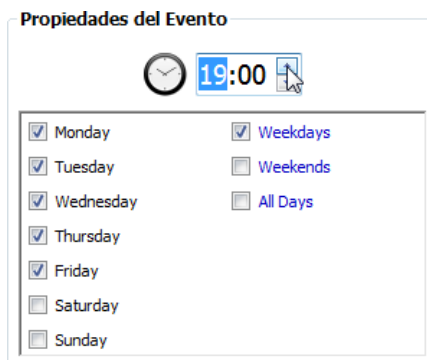 Propiedades del Evento
19:00
Monday
Tuesday
Wednesday
Thursday
Friday
Saturday
Sunday
Weekdays
Weekends
All Days